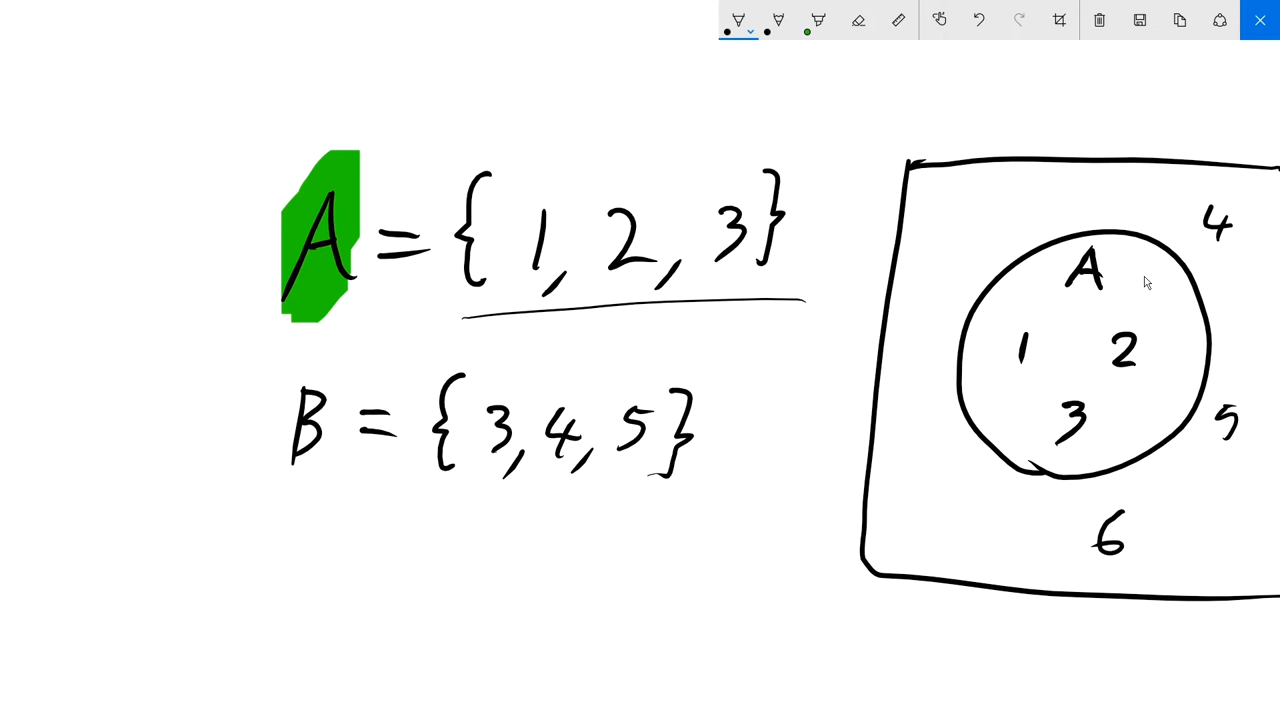 A = { 1, 2, 3}
B = {3, 4, 5}
4
A
1 2
3
5
6